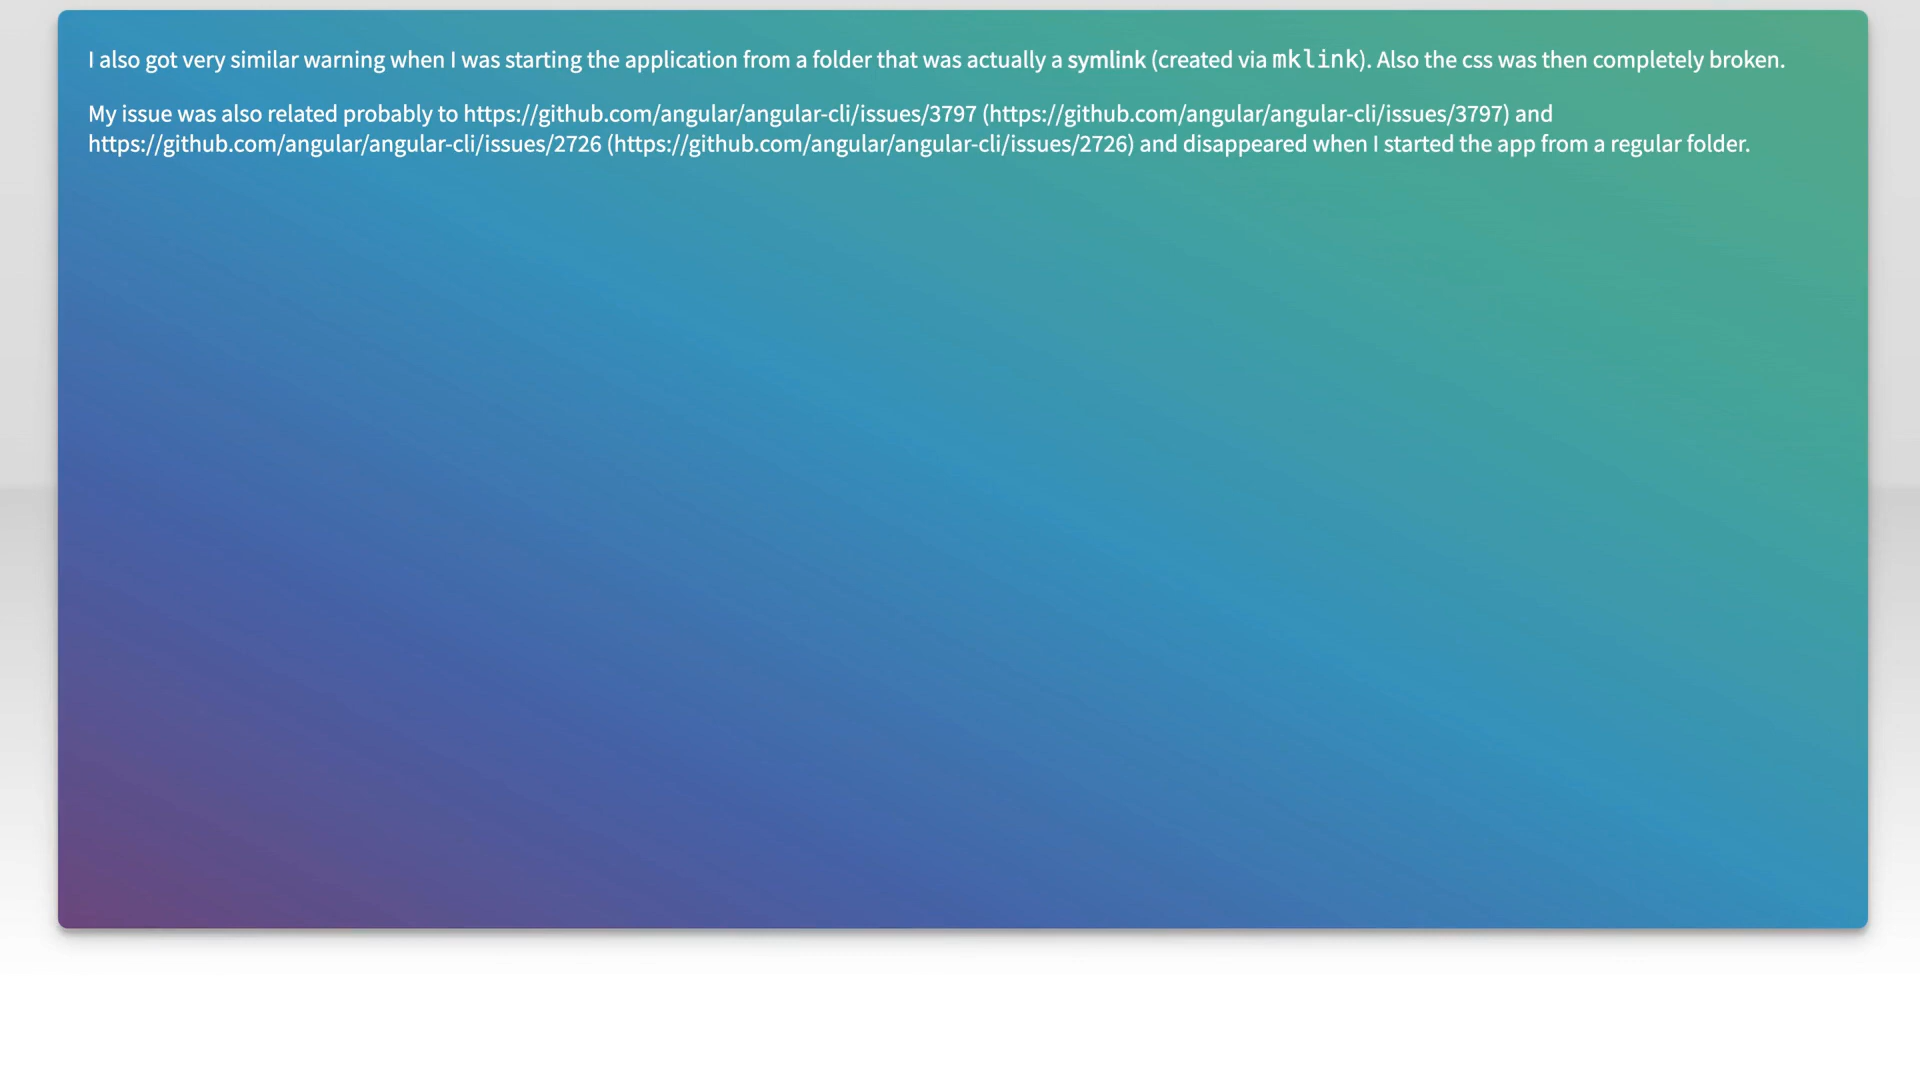 I also got very similar warning when I was starting the application from a folder that was actually a symlink (created via mklink). Also the css was then completely broken.
My issue was also related probably to https://github.com/angular/angular-cli/issues/3797 (https://github.com/angular/angular-cli/issues/3797) and
https://github.com/angular/angular-cli/issues/2726 (https://github.com/angular/angular-cli/issues/2726) and disappeared when I started the app from a regular folder.